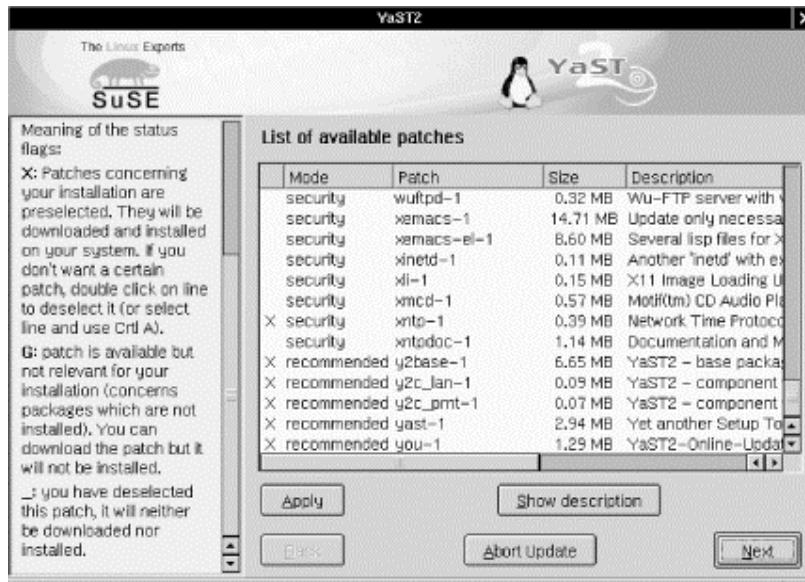 YaST2
The Linux Experts
SuSE
YaST
2
Meaning of the status
flags:
X: Patches concerning
your installation are
preselected. They will be
downloaded and installed
on your system. If you
don't want a certain
patch, double click on line
to deselect it (or select
line and use Crtl A).
G: patch is available but
not relevant for your
installation (concerns
packages which are not
installed). You can
download the patch but it
will not be installed.
_: you have deselected
this patch, it will neither
be downloaded nor
installed.
List of available patches
Mode Patch Size Description
security wuftpd-1 0.32 MB Wu-FTP server with
security xemacs-1 14.71 MB Update only necessa
security xemacs-el-1 8.60 MB Several lisp files for X
security xinetd-1 0.11 MB Another 'inetd' with ex
security xli-1 0.15 MB X11 Image Loading U
security xmcd-1 0.57 MB Motif(tm) CD Audio Pla
X security xntp-1 0.39 MB Network Time Protoco
security xntpdoc-1 1.14 MB Documentation and M
X recommended y2base-1 6.65 MB YaST2 - base packa
X recommended y2c_lan-1 0.09 MB YaST2 - component
X recommended y2c_pmt-1 0.07 MB YaST2 - component
X recommended yast-1 2.94 MB Yet another Setup To
X recommended you-1 1.29 MB YaST2-Online-Updat
Apply Show description
Back Abort Update Next